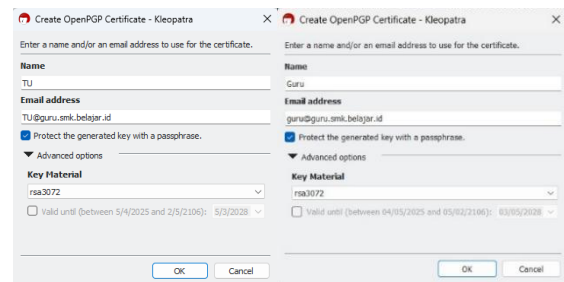 Create OpenPGP Certificate - Kleopatra
Enter a name and/or an email address to use for the certificate.
Name
TU
Email address
TU@guru.smk.belajar.id
Protect the generated key with a passphrase.
Advanced options
Key Material
rsa3072
Valid until (between 5/4/2025 and 2/5/2106): 5/3/2028
OK Cancel
Create OpenPGP Certificate - Kleopatra
Enter a name and/or an email address to use for the certificate.
Name
Guru
Email address
guru@guru.smk.belajar.id
Protect the generated key with a passphrase.
Advanced options
Key Material
rsa3072
Valid until (between 04/05/2025 and 05/02/2106): 03/05/2028
OK Cancel